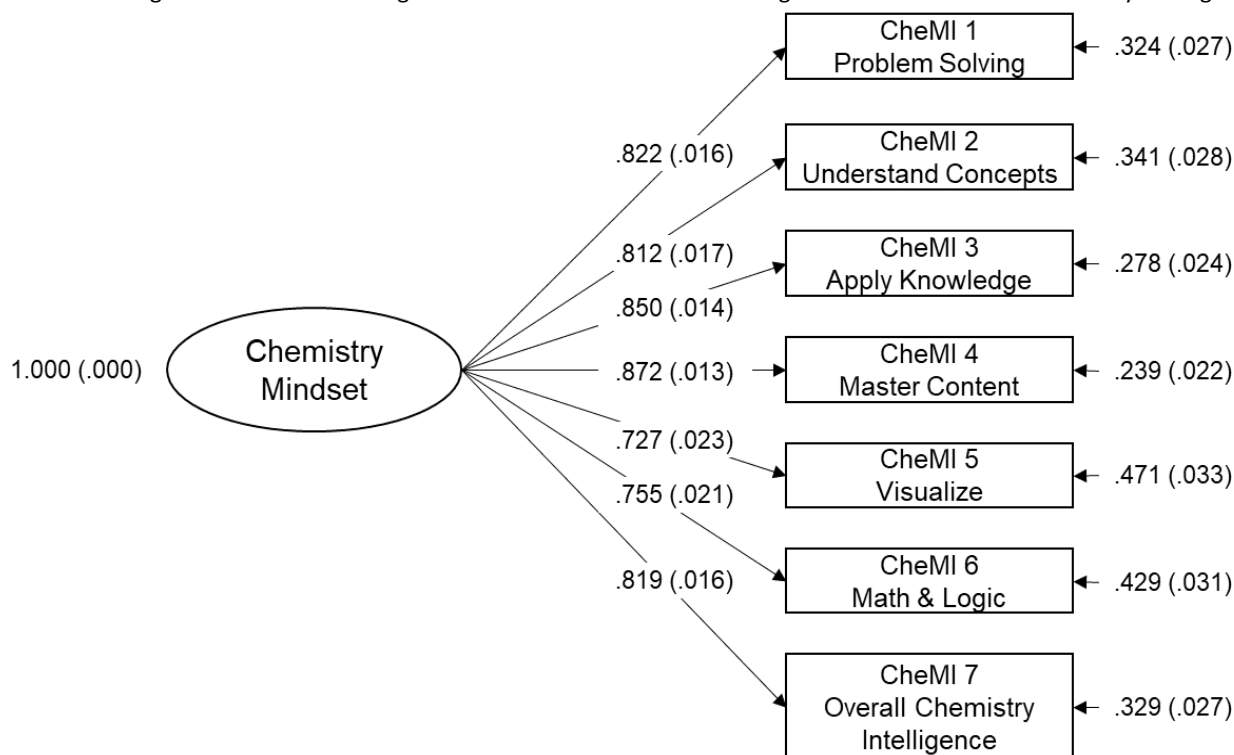 CheMI 1
Problem Solving
.324 (.027)
.822 (.016)
CheMI 2
Understand Concepts
.341 (.028)
.812 (.017)
CheMI 3
Apply Knowledge
.278 (.024)
.850 (.014)
1.000 (.000)
Chemistry
Mindset
.872 (.013)
CheMI 4
Master Content
.239 (.022)
.727 (.023)
CheMI 5
Visualize
.471 (.033)
.755 (.021)
CheMI 6
Math & Logic
.429 (.031)
.819 (.016)
CheMI 7
Overall Chemistry
Intelligence
.329 (.027)